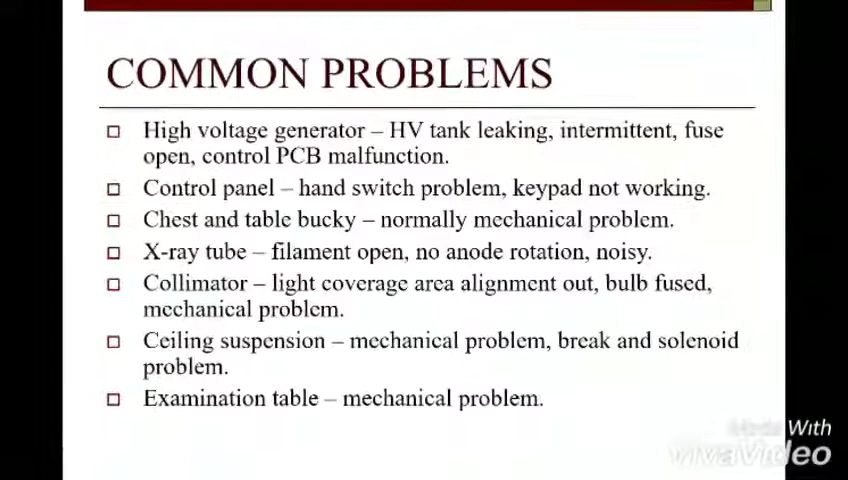 COMMON PROBLEMS
High voltage generator – HV tank leaking, intermittent, fuse
open, control PCB malfunction.
Control panel – hand switch problem, keypad not working.
Chest and table bucky – normally mechanical problem.
X-ray tube – filament open, no anode rotation, noisy.
Collimator – light coverage area alignment out, bulb fused,
mechanical problem.
Ceiling suspension – mechanical problem, break and solenoid
problem.
Examination table – mechanical problem.
Made With
vivaVideo